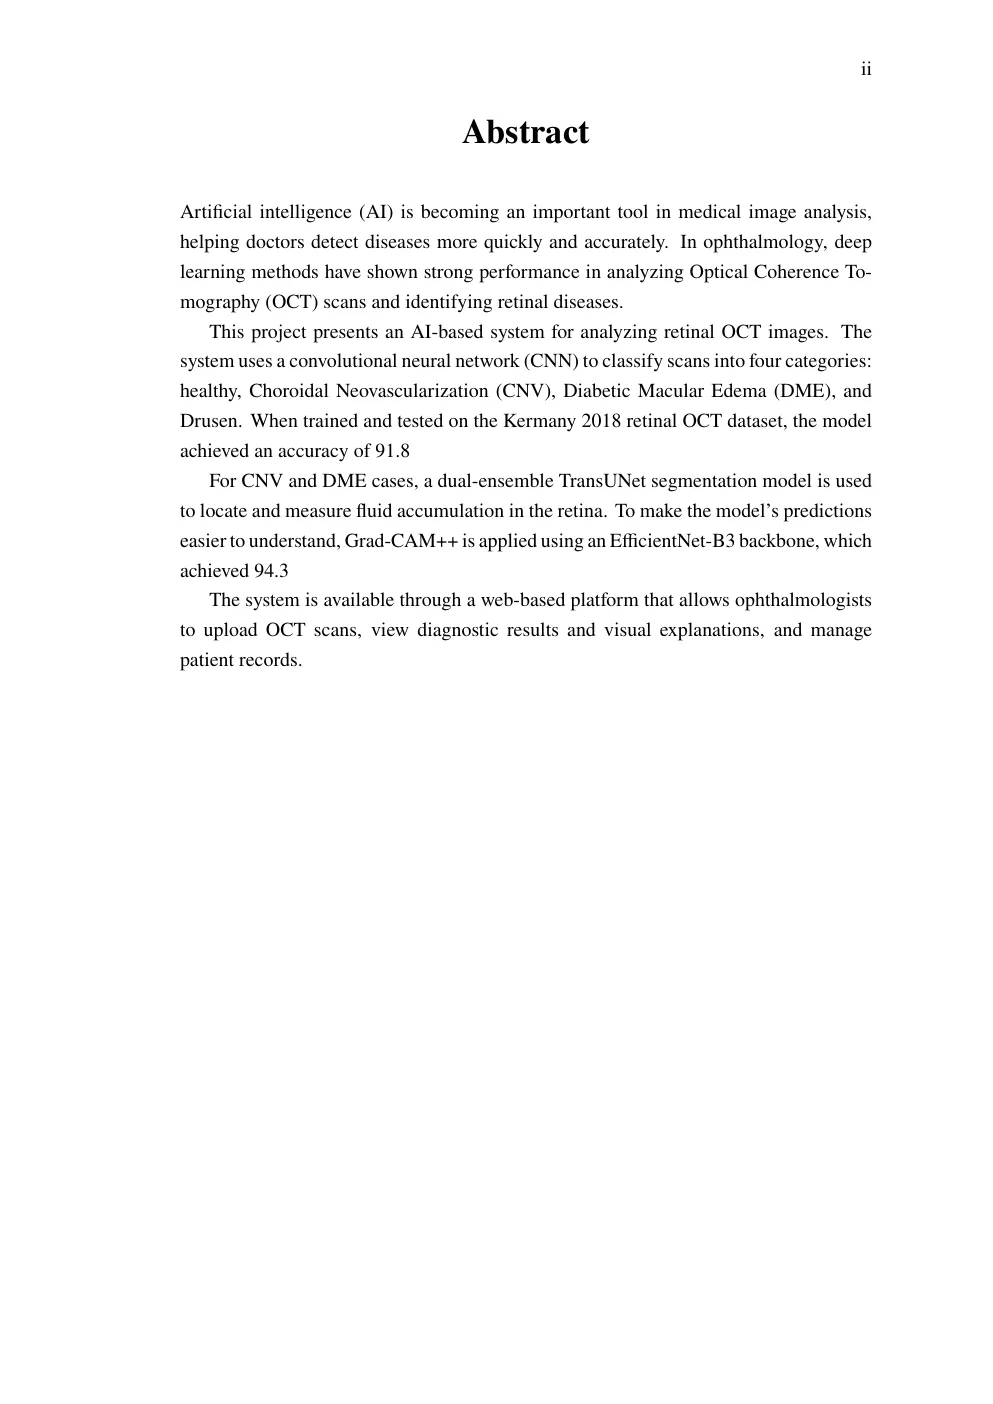 ii
Abstract
Artificial intelligence (AI) is becoming an important tool in medical image analysis,
helping doctors detect diseases more quickly and accurately. In ophthalmology, deep
learning methods have shown strong performance in analyzing Optical Coherence To-
mography (OCT) scans and identifying retinal diseases.
This project presents an AI-based system for analyzing retinal OCT images. The
system uses a convolutional neural network (CNN) to classify scans into four categories:
healthy, Choroidal Neovascularization (CNV), Diabetic Macular Edema (DME), and
Drusen. When trained and tested on the Kermany 2018 retinal OCT dataset, the model
achieved an accuracy of 91.8
For CNV and DME cases, a dual-ensemble TransUNet segmentation model is used
to locate and measure fluid accumulation in the retina. To make the model's predictions
easier to understand, Grad-CAM++ is applied using an EfficientNet-B3 backbone, which
achieved 94.3
The system is available through a web-based platform that allows ophthalmologists
to upload OCT scans, view diagnostic results and visual explanations, and manage
patient records.